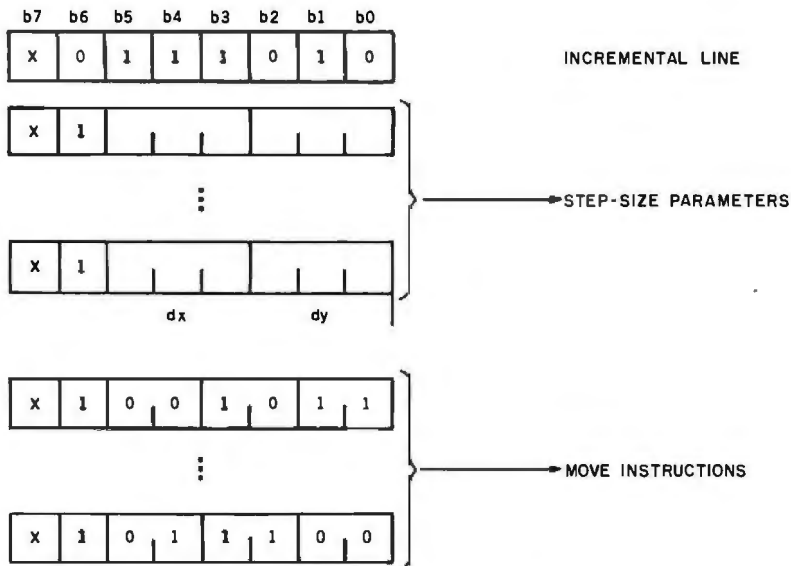 b7 b6 b5 b4 b3 b2 b1 b0
X 0 1 1 1 0 1 0 INCREMENTAL LINE
X 1
STEP-SIZE PARAMETERS
X 1
dx dy
X 1 0 0 1 0 1 1
MOVE INSTRUCTIONS
X 1 0 1 1 1 0 0